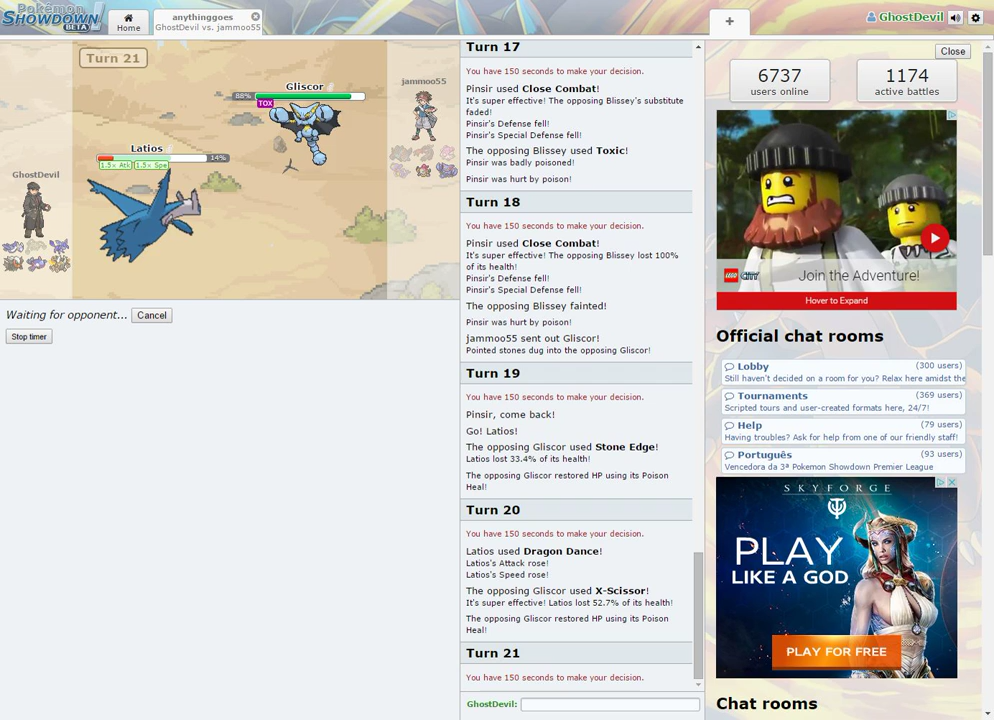 Pokémon
SHOWDOWN!
BETA
Home
anythinggoes
GhostDevil vs. jammoo55
+
GhostDevil
Turn 21
jammoo55
Gliscor
88%
TOX
Latios
14%
1.5× Atk 1.5× Spe
GhostDevil
Waiting for opponent... Cancel
Stop timer
Turn 17
You have 150 seconds to make your decision.
Pinsir used Close Combat!
It's super effective! The opposing Blissey's substitute
faded!
Pinsir's Defense fell!
Pinsir's Special Defense fell!
The opposing Blissey used Toxic!
Pinsir was badly poisoned!
Pinsir was hurt by poison!
Turn 18
You have 150 seconds to make your decision.
Pinsir used Close Combat!
It's super effective! The opposing Blissey lost 100%
of its health!
Pinsir's Defense fell!
Pinsir's Special Defense fell!
The opposing Blissey fainted!
Pinsir was hurt by poison!
jammoo55 sent out Gliscor!
Pointed stones dug into the opposing Gliscor!
Turn 19
You have 150 seconds to make your decision.
Pinsir, come back!
Go! Latios!
The opposing Gliscor used Stone Edge!
Latios lost 33.4% of its health!
The opposing Gliscor restored HP using its Poison
Heal!
Turn 20
You have 150 seconds to make your decision.
Latios used Dragon Dance!
Latios's Attack rose!
Latios's Speed rose!
The opposing Gliscor used X-Scissor!
It's super effective! Latios lost 52.7% of its health!
The opposing Gliscor restored HP using its Poison
Heal!
Turn 21
You have 150 seconds to make your decision.
GhostDevil:
Close
6737
users online
1174
active battles
LEGO CITY
Join the Adventure!
Hover to Expand
Official chat rooms
Lobby (300 users)
Still haven't decided on a room for you? Relax here amidst the
Tournaments (369 users)
Scripted tours and user-created formats here, 24/7!
Help (79 users)
Having troubles? Ask for help from one of our friendly staff!
Português (93 users)
Vencedora da 3ª Pokemon Showdown Premier League
SKYFORGE
PLAY
LIKE A GOD
PLAY FOR FREE
Chat rooms